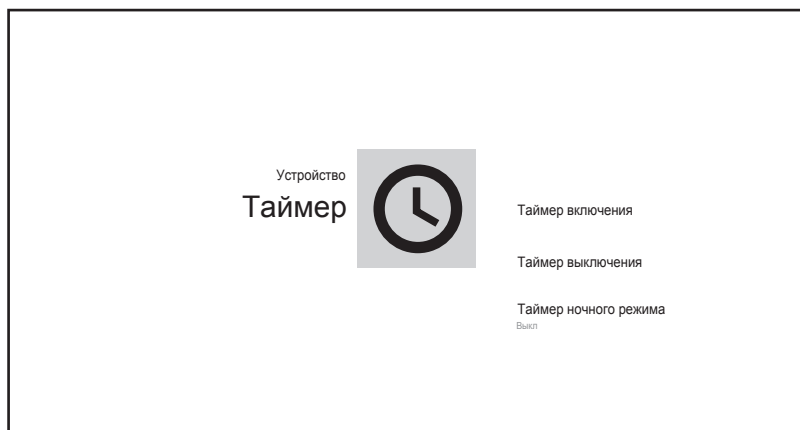 Устройство
Таймер
Таймер включения
Таймер выключения
Таймер ночного режима
Выкл